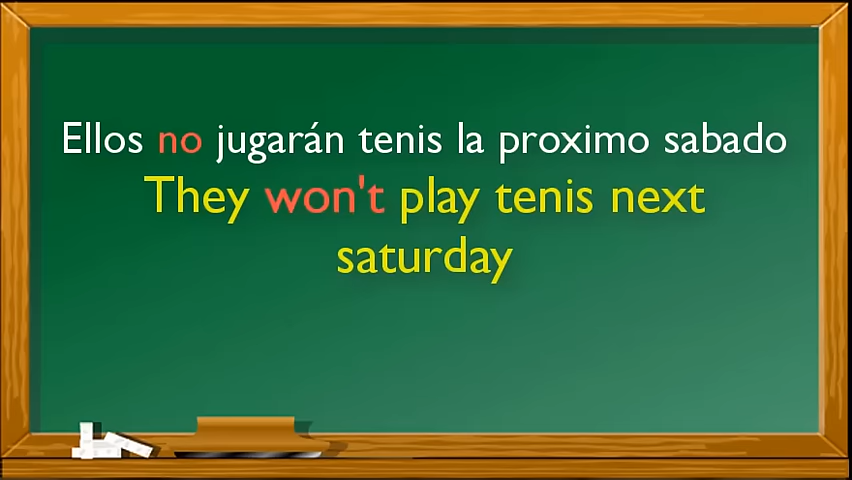 Ellos no jugarán tenis la proximo sabado
They won't play tenis next
saturday